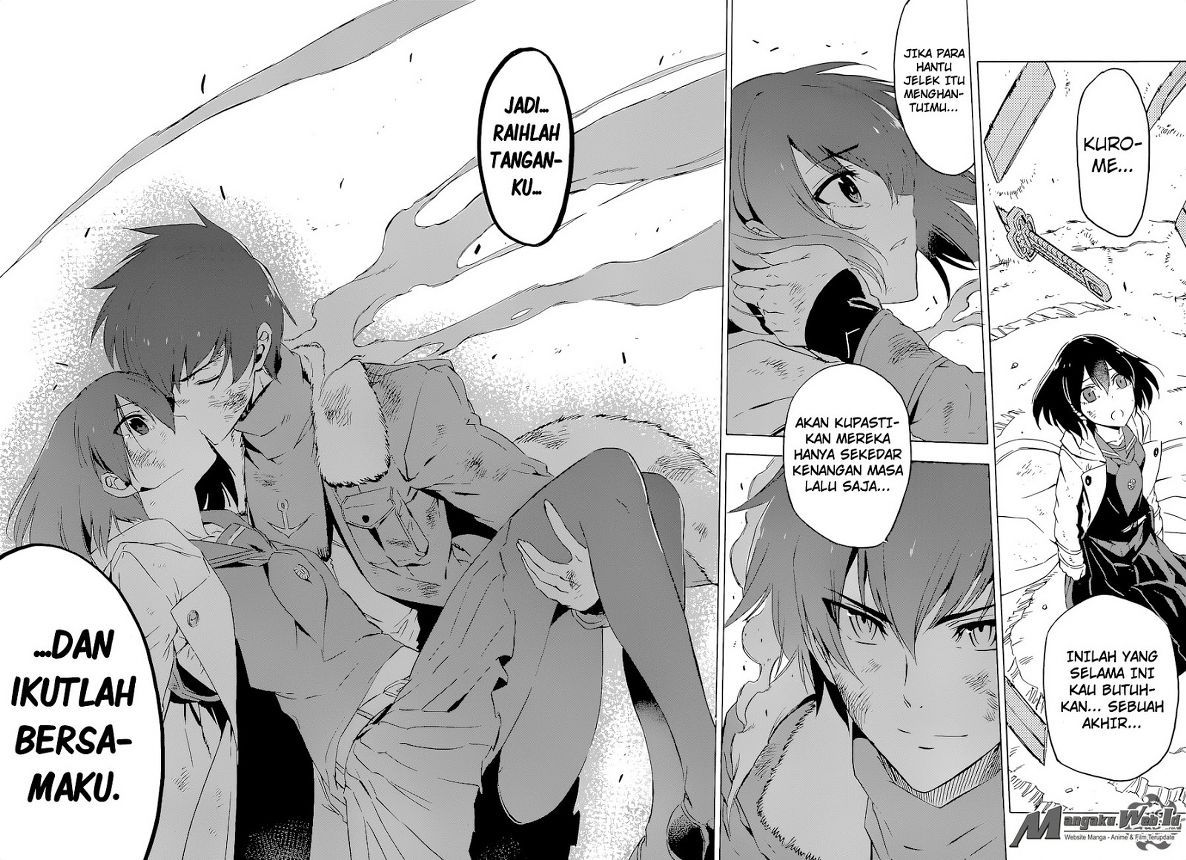 KURO-
ME...
INILAH YANG
SELAMA INI
KAU BUTUH-
KAN... SEBUAH
AKHIR...
JIKA PARA
HANTU
JELEK ITU
MENGHAN-
TUIMU...
AKAN KUPASTI-
KAN MEREKA
HANYA SEKEDAR
KENANGAN MASA
LALU SAJA...
JADI...
RAIHLAH
TANGAN-
KU...
...DAN
IKUTLAH
BERSA-
MAKU.
Mangaku.Web.Id
Website Manga - Anime & Film Terupdate